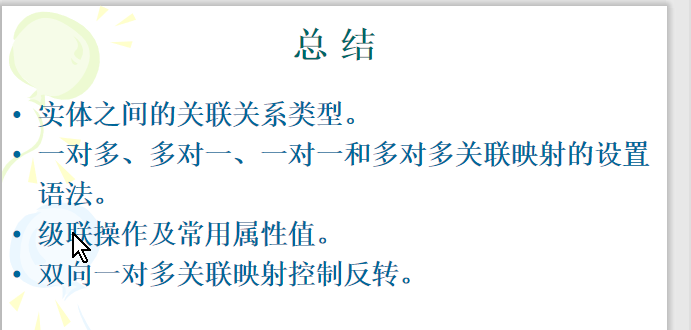 总 结
• 实体之间的关联关系类型。
• 一对多、多对一、一对一和多对多关联映射的设置
语法。
• 级联操作及常用属性值。
• 双向一对多关联映射控制反转。